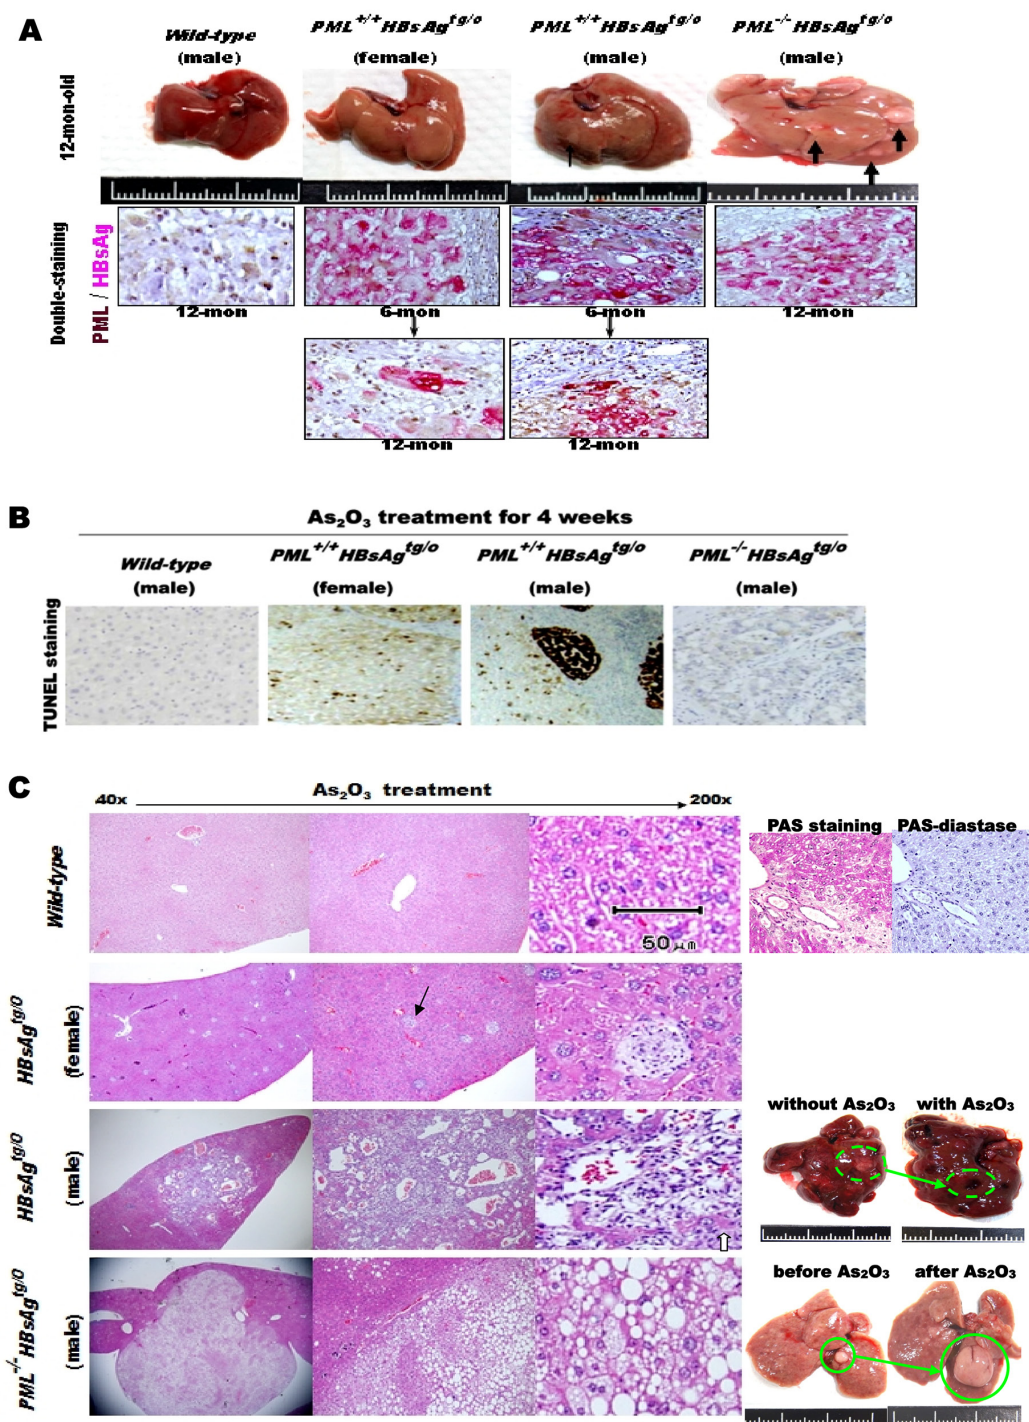 A
Wild-type
(male)
PML+/+HBsAgtg/o
(female)
PML+/+HBsAgtg/o
(male)
PML-/-HBsAgtg/o
(male)
12-mon-old
Double-staining
PML / HBsAg
12-mon
6-mon
6-mon
12-mon
12-mon
12-mon
B
As2O3 treatment for 4 weeks
Wild-type
(male)
PML+/+HBsAgtg/o
(female)
PML+/+HBsAgtg/o
(male)
PML-/-HBsAgtg/o
(male)
TUNEL staining
C
As2O3 treatment
40x
200x
PAS staining
PAS-diastase
Wild-type
50 μm
HBsAgtg/O
(female)
HBsAgtg/O
(male)
without As2O3
with As2O3
PML-/-HBsAgtg/O
(male)
before As2O3
after As2O3